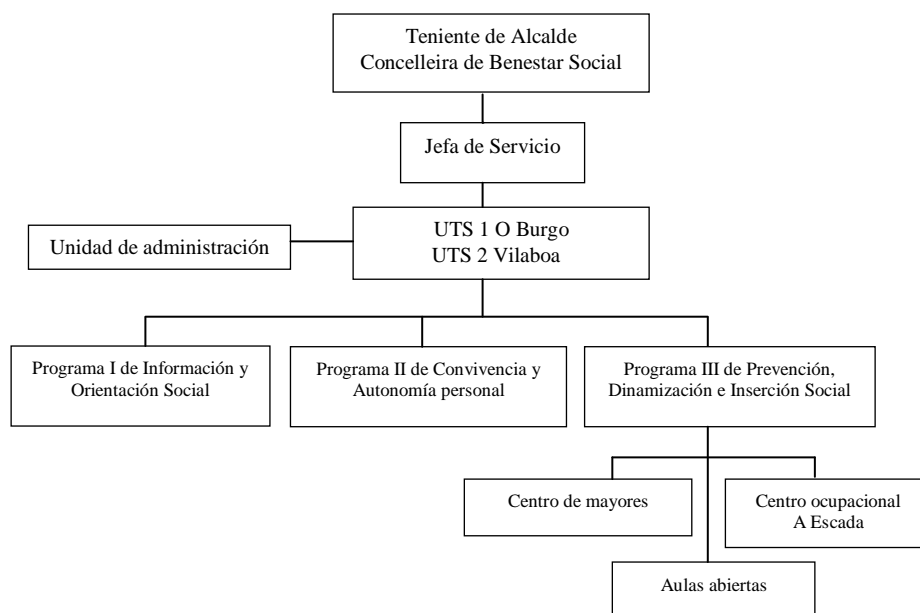 Teniente de Alcalde
Concelleira de Benestar Social
Jefa de Servicio
UTS 1 O Burgo
UTS 2 Vilaboa
Unidad de administración
Programa I de Información y
Orientación Social
Programa II de Convivencia y
Autonomía personal
Programa III de Prevención,
Dinamización e Inserción Social
Centro de mayores
Centro ocupacional
A Escada
Aulas abiertas